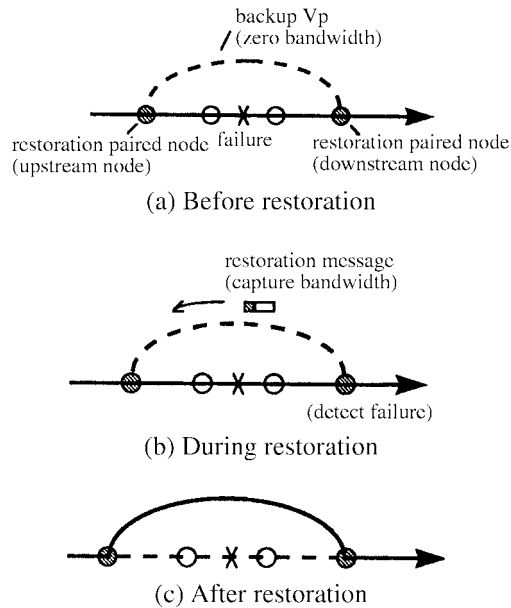 backup Vp
(zero bandwidth)
restoration paired node
(upstream node)
failure
restoration paired node
(downstream node)
(a) Before restoration
restoration message
(capture bandwidth)
(detect failure)
(b) During restoration
(c) After restoration